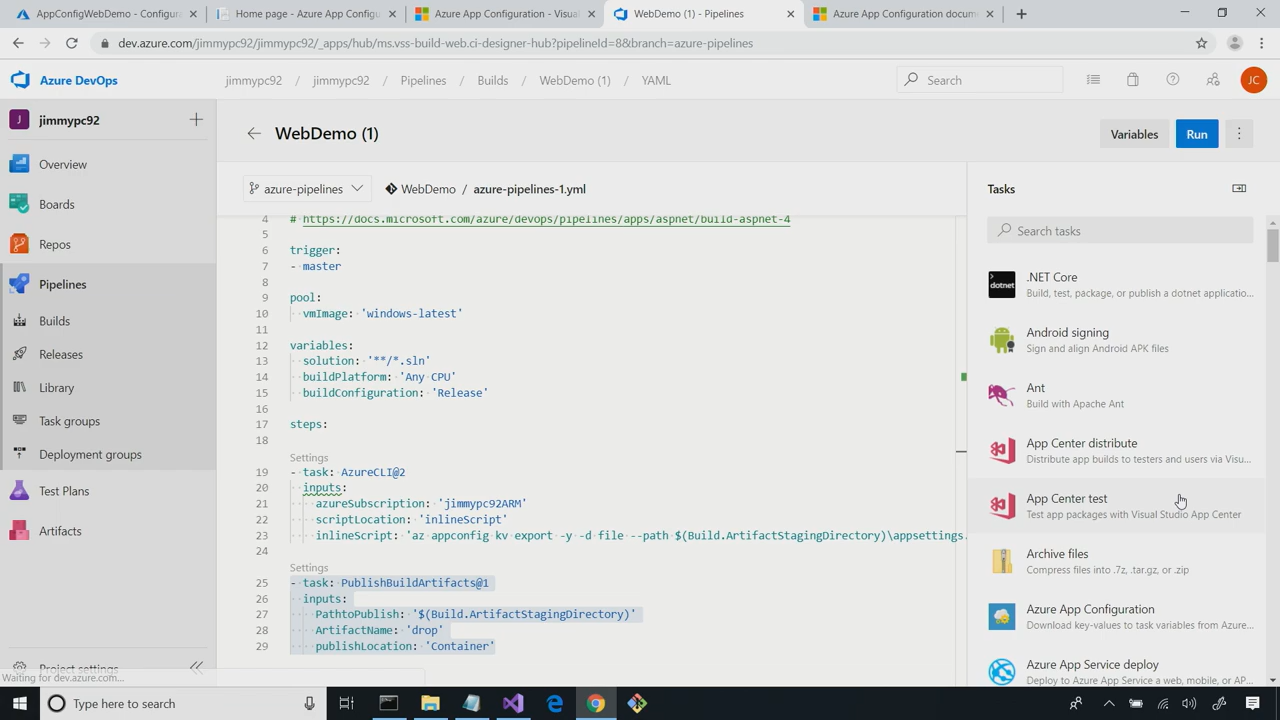 AppConfigWebDemo - Configurati
Home page - Azure App Configur
Azure App Configuration - Visual
WebDemo (1) - Pipelines
Azure App Configuration docum
dev.azure.com/jimmypc92/jimmypc92/_apps/hub/ms.vss-build-web.ci-designer-hub?pipelineId=8&branch=azure-pipelines
Azure DevOps
jimmypc92 / jimmypc92 / Pipelines / Builds / WebDemo (1) / YAML
Search
JC
J
jimmypc92
Overview
Boards
Repos
Pipelines
Builds
Releases
Library
Task groups
Deployment groups
Test Plans
Artifacts
Project settings
Waiting for dev.azure.com...
WebDemo (1)
Variables
Run
azure-pipelines
WebDemo / azure-pipelines-1.yml
4 # https://docs.microsoft.com/azure/devops/pipelines/apps/aspnet/build-aspnet-4
5
6 trigger:
7 - master
8
9 pool:
10 vmImage: 'windows-latest'
11
12 variables:
13 solution: '**/*.sln'
14 buildPlatform: 'Any CPU'
15 buildConfiguration: 'Release'
16
17 steps:
18
Settings
19 - task: AzureCLI@2
20 inputs:
21 azureSubscription: 'jimmypc92ARM'
22 scriptLocation: 'inlineScript'
23 inlineScript: 'az appconfig kv export -y -d file --path $(Build.ArtifactStagingDirectory)\appsettings.
24
Settings
25 - task: PublishBuildArtifacts@1
26 inputs:
27 PathtoPublish: '$(Build.ArtifactStagingDirectory)'
28 ArtifactName: 'drop'
29 publishLocation: 'Container'
Tasks
Search tasks
dotnet
.NET Core
Build, test, package, or publish a dotnet applicatio...
Android signing
Sign and align Android APK files
Ant
Build with Apache Ant
App Center distribute
Distribute app builds to testers and users via Visu...
App Center test
Test app packages with Visual Studio App Center
Archive files
Compress files into .7z, .tar.gz, or .zip
Azure App Configuration
Download key-values to task variables from Azure...
Azure App Service deploy
Deploy to Azure App Service a web, mobile, or AP...
Type here to search